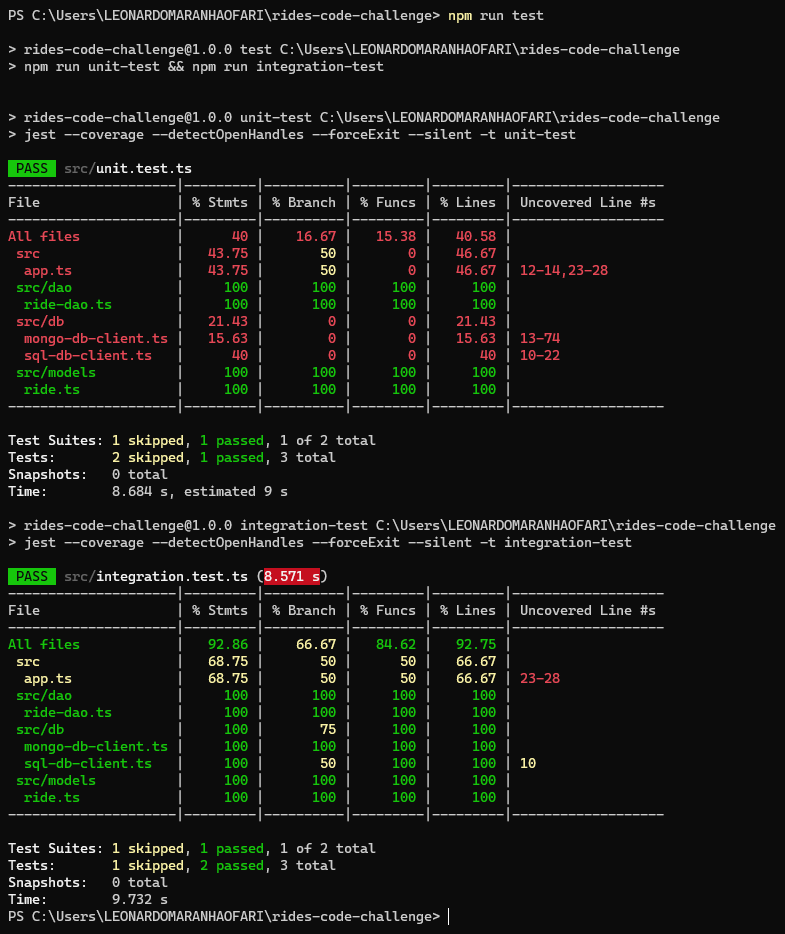 PS C:\Users\LEONARDOMARANHAOFARI\rides-code-challenge> npm run test
> rides-code-challenge@1.0.0 test C:\Users\LEONARDOMARANHAOFARI\rides-code-challenge
> npm run unit-test && npm run integration-test
> rides-code-challenge@1.0.0 unit-test C:\Users\LEONARDOMARANHAOFARI\rides-code-challenge
> jest --coverage --detectOpenHandles --forceExit --silent -t unit-test
PASS src/unit.test.ts
---------------------|---------|----------|---------|---------|-------------------
File                 | % Stmts | % Branch | % Funcs | % Lines | Uncovered Line #s
---------------------|---------|----------|---------|---------|-------------------
All files            |      40 |    16.67 |   15.38 |   40.58 |
 src                 |   43.75 |       50 |       0 |   46.67 |
  app.ts             |   43.75 |       50 |       0 |   46.67 | 12-14,23-28
 src/dao             |     100 |      100 |     100 |     100 |
  ride-dao.ts        |     100 |      100 |     100 |     100 |
 src/db              |   21.43 |        0 |       0 |   21.43 |
  mongo-db-client.ts |   15.63 |        0 |       0 |   15.63 | 13-74
  sql-db-client.ts   |      40 |        0 |       0 |      40 | 10-22
 src/models          |     100 |      100 |     100 |     100 |
  ride.ts            |     100 |      100 |     100 |     100 |
---------------------|---------|----------|---------|---------|-------------------
Test Suites: 1 skipped, 1 passed, 1 of 2 total
Tests:       2 skipped, 1 passed, 3 total
Snapshots:   0 total
Time:        8.684 s, estimated 9 s
> rides-code-challenge@1.0.0 integration-test C:\Users\LEONARDOMARANHAOFARI\rides-code-challenge
> jest --coverage --detectOpenHandles --forceExit --silent -t integration-test
PASS src/integration.test.ts (8.571 s)
---------------------|---------|----------|---------|---------|-------------------
File                 | % Stmts | % Branch | % Funcs | % Lines | Uncovered Line #s
---------------------|---------|----------|---------|---------|-------------------
All files            |   92.86 |    66.67 |   84.62 |   92.75 |
 src                 |   68.75 |       50 |      50 |   66.67 |
  app.ts             |   68.75 |       50 |      50 |   66.67 | 23-28
 src/dao             |     100 |      100 |     100 |     100 |
  ride-dao.ts        |     100 |      100 |     100 |     100 |
 src/db              |     100 |       75 |     100 |     100 |
  mongo-db-client.ts |     100 |      100 |     100 |     100 |
  sql-db-client.ts   |     100 |       50 |     100 |     100 | 10
 src/models          |     100 |      100 |     100 |     100 |
  ride.ts            |     100 |      100 |     100 |     100 |
---------------------|---------|----------|---------|---------|-------------------
Test Suites: 1 skipped, 1 passed, 1 of 2 total
Tests:       1 skipped, 2 passed, 3 total
Snapshots:   0 total
Time:        9.732 s
PS C:\Users\LEONARDOMARANHAOFARI\rides-code-challenge>